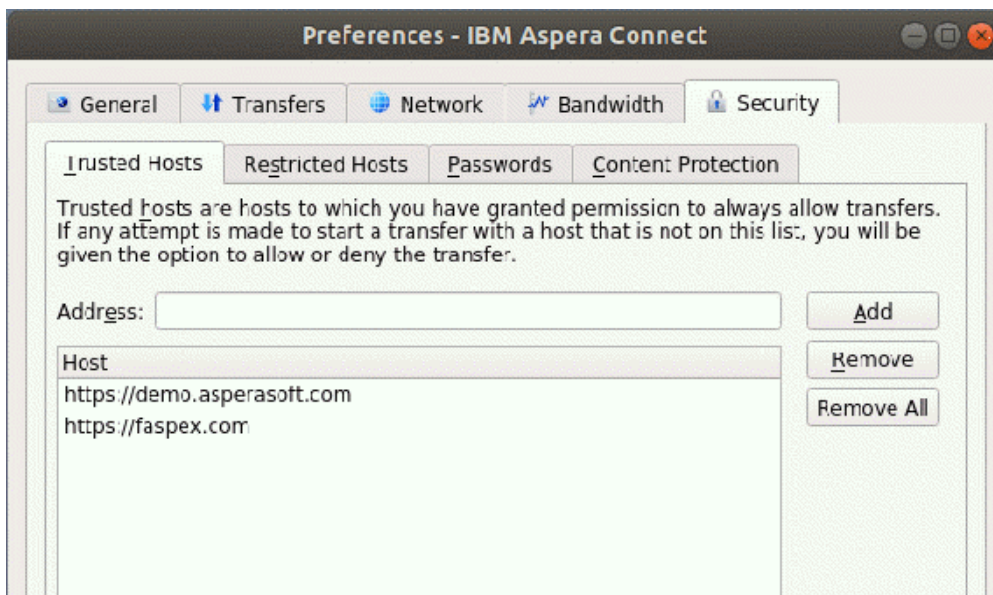 Preferences - IBM Aspera Connect
General Transfers Network Bandwidth Security
Trusted Hosts Restricted Hosts Passwords Content Protection
Trusted hosts are hosts to which you have granted permission to always allow transfers.
If any attempt is made to start a transfer with a host that is not on this list, you will be
given the option to allow or deny the transfer.
Address: Add
Host Remove
https://demo.asperasoft.com
Remove All
https://faspex.com